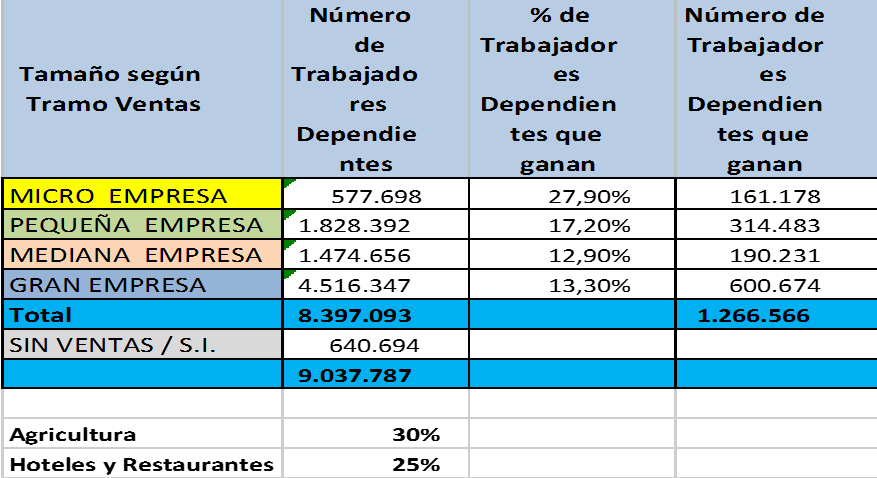 Tamaño según
Tramo Ventas
Número
de
Trabajado
res
Dependie
ntes
% de
Trabajador
es
Dependien
tes que
ganan
Número de
Trabajador
es
Dependien
tes que
ganan
MICRO EMPRESA 577.698 27,90% 161.178
PEQUEÑA EMPRESA 1.828.392 17,20% 314.483
MEDIANA EMPRESA 1.474.656 12,90% 190.231
GRAN EMPRESA 4.516.347 13,30% 600.674
Total 8.397.093 1.266.566
SIN VENTAS / S.I. 640.694
9.037.787
Agricultura 30%
Hoteles y Restaurantes 25%